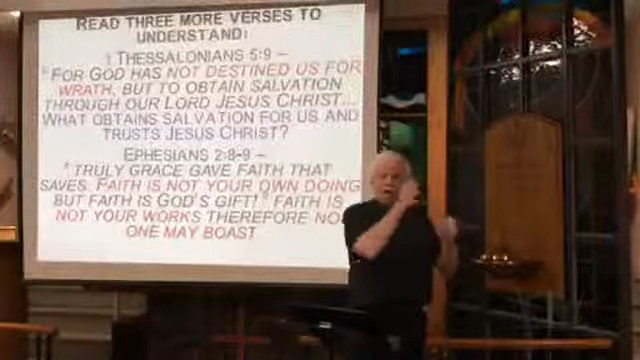 READ THREE MORE VERSES TO
UNDERSTAND:
1 THESSALONIANS 5:9 –
"FOR GOD HAS NOT DESTINED US FOR
WRATH, BUT TO OBTAIN SALVATION
THROUGH OUR LORD JESUS CHRIST…
WHAT OBTAINS SALVATION FOR US AND
TRUSTS JESUS CHRIST?
EPHESIANS 2:8-9 –
"TRULY GRACE GAVE FAITH THAT
SAVES. FAITH IS NOT YOUR OWN DOING
BUT FAITH IS GOD'S GIFT! FAITH IS
NOT YOUR WORKS THEREFORE NO
ONE MAY BOAST